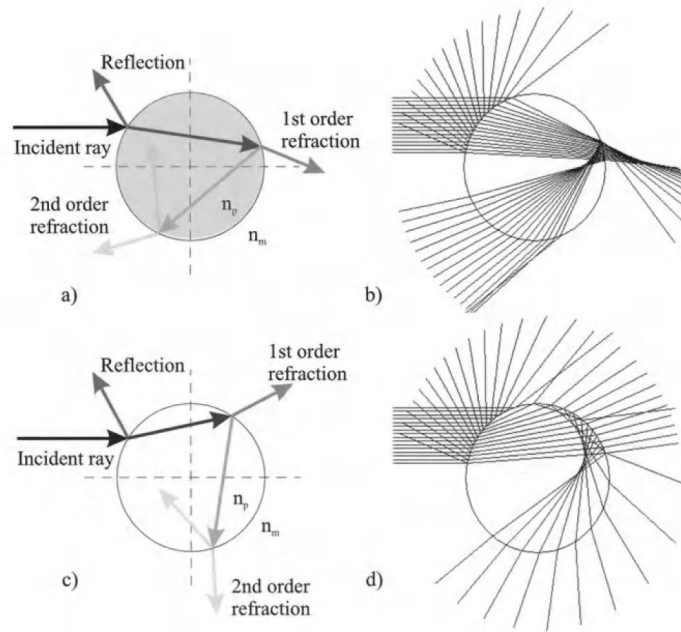 Reflection
Incident ray
1st order
refraction
2nd order
refraction
n_p
n_m
a)
b)
Reflection
1st order
refraction
Incident ray
n_p
n_m
2nd order
refraction
c)
d)